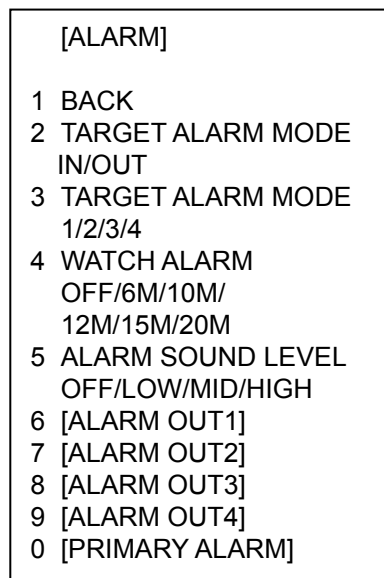 [ALARM]
1 BACK
2 TARGET ALARM MODE
IN/OUT
3 TARGET ALARM MODE
1/2/3/4
4 WATCH ALARM
OFF/6M/10M/
12M/15M/20M
5 ALARM SOUND LEVEL
OFF/LOW/MID/HIGH
6 [ALARM OUT1]
7 [ALARM OUT2]
8 [ALARM OUT3]
9 [ALARM OUT4]
0 [PRIMARY ALARM]